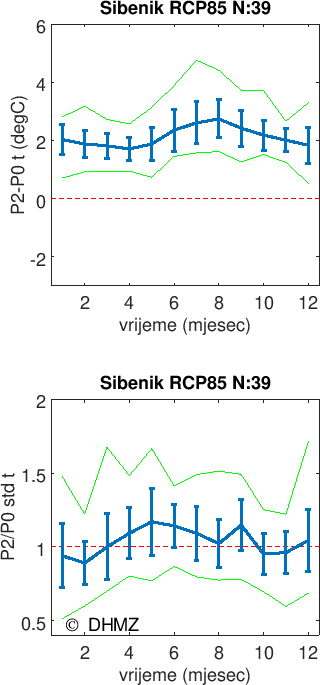 Sibenik RCP85 N:39
6
4
2
0
-2
P2-P0 t (degC)
2 4 6 8 10 12
vrijeme (mjesec)
Sibenik RCP85 N:39
2
1.5
1
0.5
P2/P0 std t
© DHMZ
2 4 6 8 10 12
vrijeme (mjesec)